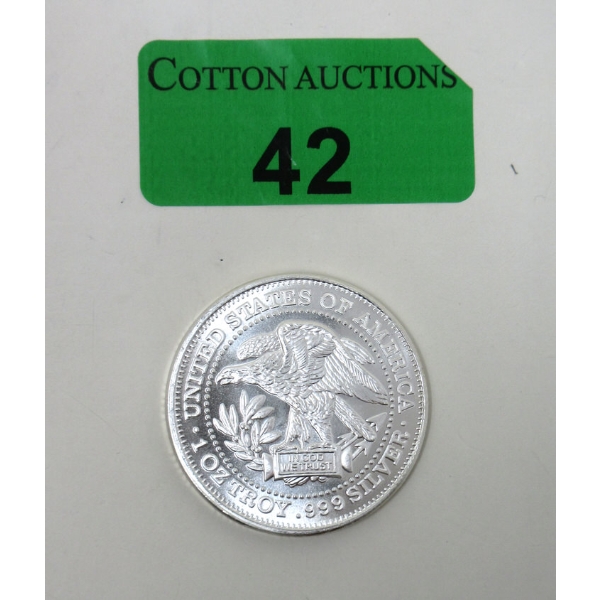 COTTON AUCTIONS
42
· UNITED STATES OF AMERICA ·
IN GOD
WE TRUST
1 OZ TROY .999 SILVER